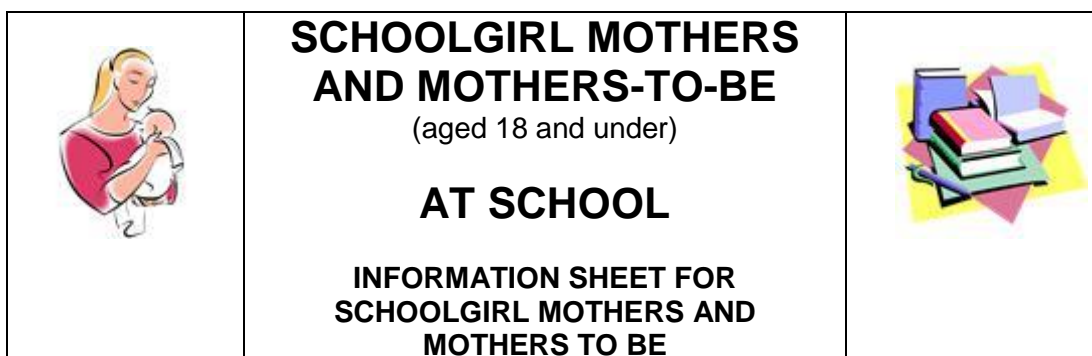 SCHOOLGIRL MOTHERS
AND MOTHERS-TO-BE
(aged 18 and under)
AT SCHOOL
INFORMATION SHEET FOR
SCHOOLGIRL MOTHERS AND
MOTHERS TO BE